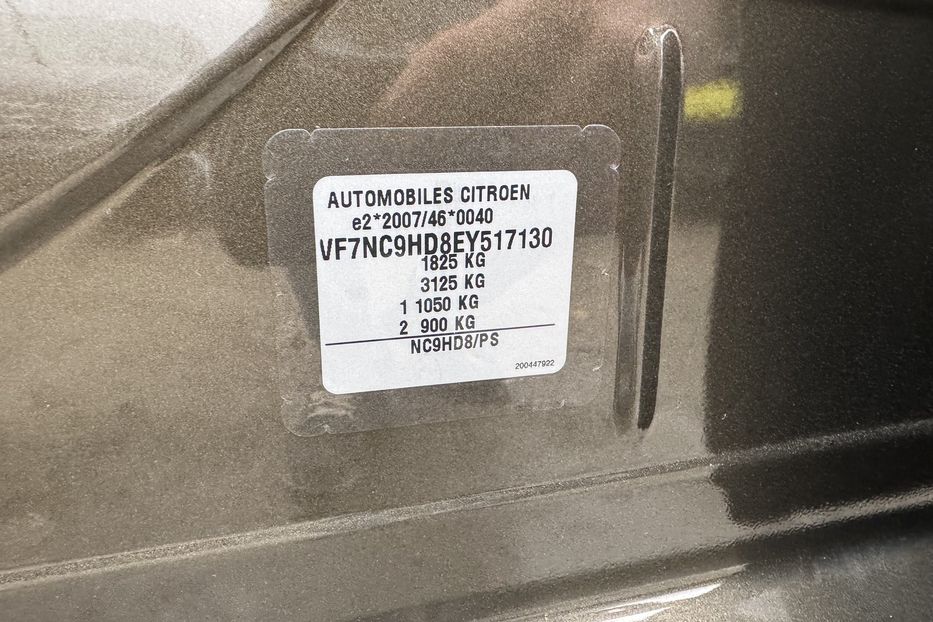 AUTOMOBILES CITROEN
e2*2007/46*0040
VF7NC9HD8EY517130
1825 KG
3125 KG
1 1050 KG
2 900 KG
NC9HD8/PS
200447922